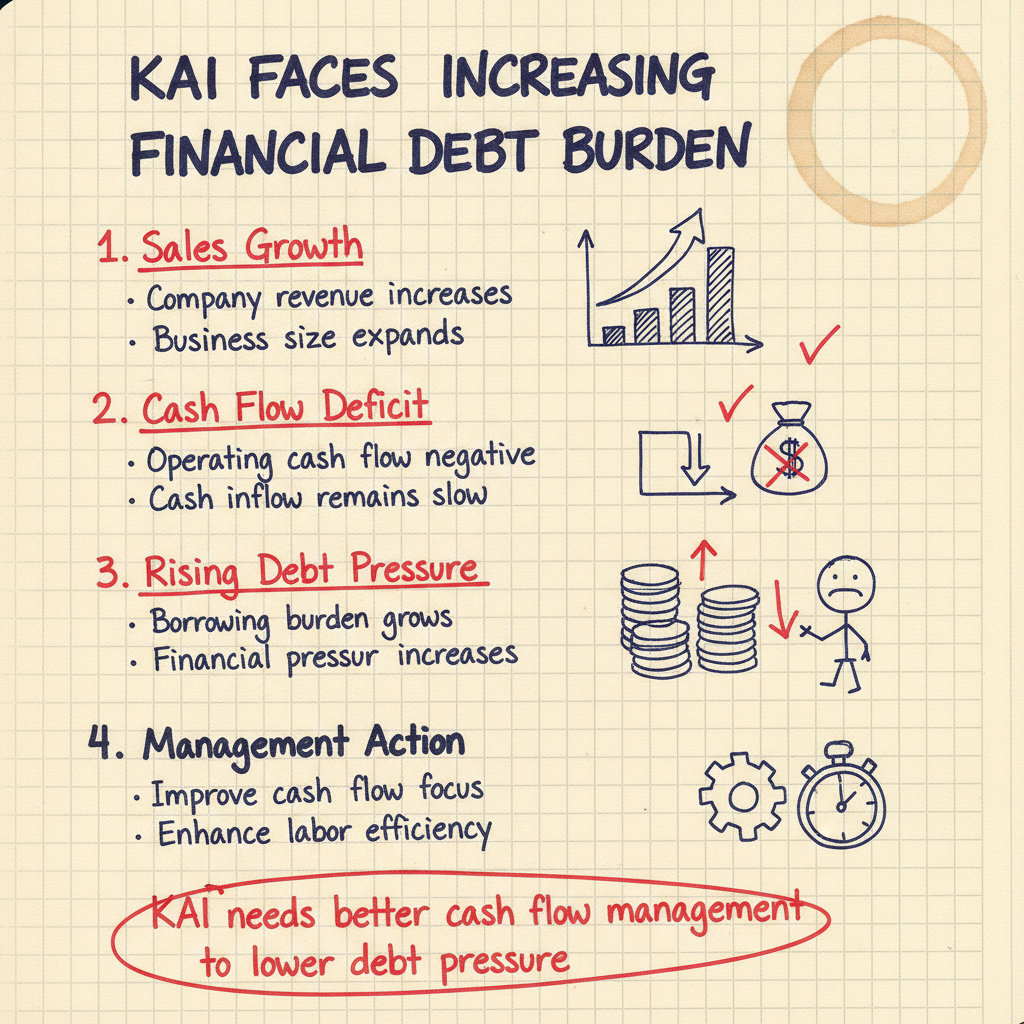 KAI FACES INCREASING
FINANCIAL DEBT BURDEN
1. Sales Growth
• Company revenue increases
• Business size expands
2. Cash Flow Deficit
• Operating cash flow negative
• Cash inflow remains slow
$
3. Rising Debt Pressure
• Borrowing burden grows
• Financial pressur increases
4. Management Action
• Improve cash flow focus
• Enhance labor efficiency
KAI needs better cash flow management
to lower debt pressure